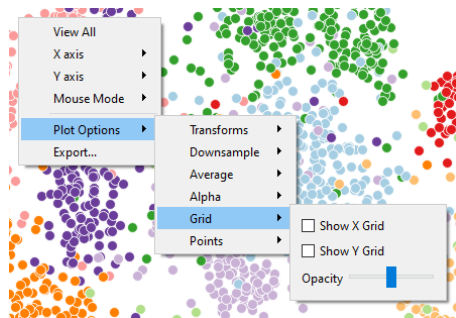 View All
X axis
Y axis
Mouse Mode
Plot Options
Export...
Transforms
Downsample
Average
Alpha
Grid
Points
Show X Grid
Show Y Grid
Opacity